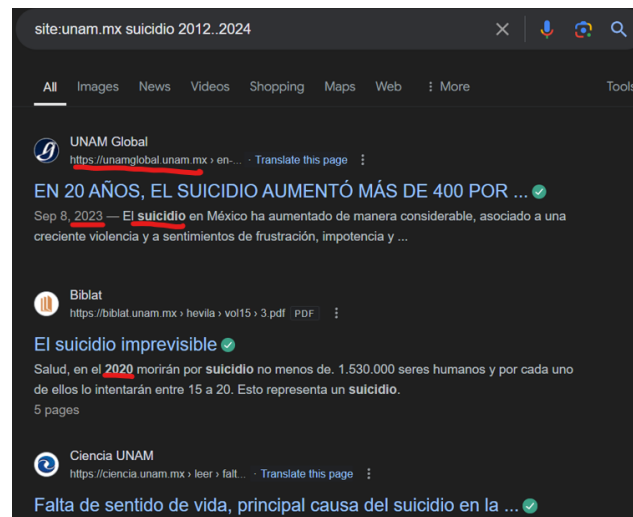 site:unam.mx suicidio 2012..2024
All Images News Videos Shopping Maps Web More Tools
UNAM Global
https://unamglobal.unam.mx › en-... · Translate this page
EN 20 AÑOS, EL SUICIDIO AUMENTÓ MÁS DE 400 POR ...
Sep 8, 2023 — El suicidio en México ha aumentado de manera considerable, asociado a una
creciente violencia y a sentimientos de frustración, impotencia y ...
Biblat
https://biblat.unam.mx › hevila › vol15 › 3.pdf PDF
El suicidio imprevisible
Salud, en el 2020 morirán por suicidio no menos de. 1.530.000 seres humanos y por cada uno
de ellos lo intentarán entre 15 a 20. Esto representa un suicidio.
5 pages
Ciencia UNAM
https://ciencia.unam.mx › leer › falt... · Translate this page
Falta de sentido de vida, principal causa del suicidio en la ...